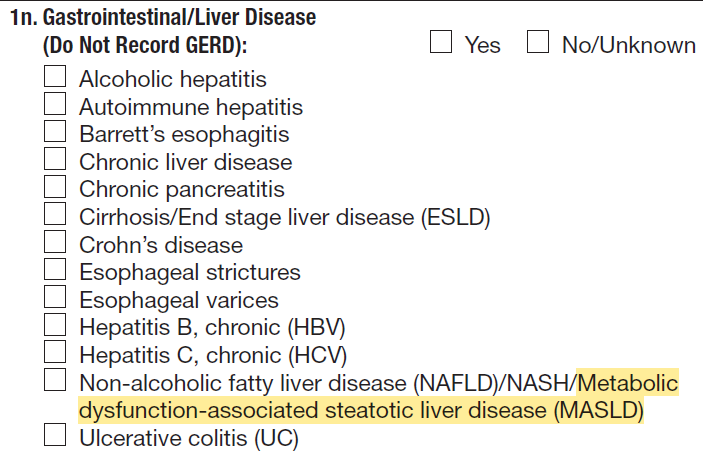 1n. Gastrointestinal/Liver Disease
(Do Not Record GERD):
Yes
No/Unknown
Alcoholic hepatitis
Autoimmune hepatitis
Barrett’s esophagitis
Chronic liver disease
Chronic pancreatitis
Cirrhosis/End stage liver disease (ESLD)
Crohn’s disease
Esophageal strictures
Esophageal varices
Hepatitis B, chronic (HBV)
Hepatitis C, chronic (HCV)
Non-alcoholic fatty liver disease (NAFLD)/NASH/Metabolic
dysfunction-associated steatotic liver disease (MASLD)
Ulcerative colitis (UC)